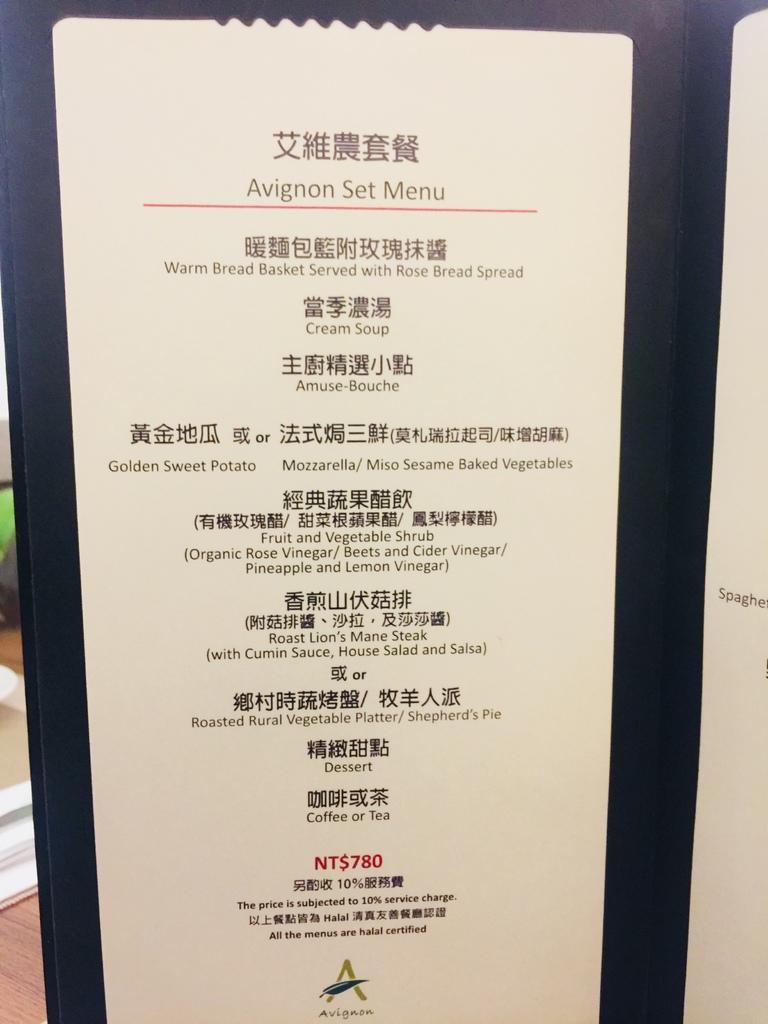 艾維農套餐
Avignon Set Menu
暖麵包籃附玫瑰抹醬
Warm Bread Basket Served with Rose Bread Spread
當季濃湯
Cream Soup
主廚精選小點
Amuse-Bouche
黃金地瓜 或 or 法式焗三鮮(莫札瑞拉起司/味增胡麻)
Golden Sweet Potato Mozzarella/ Miso Sesame Baked Vegetables
經典蔬果醋飲
(有機玫瑰醋/ 甜菜根蘋果醋/ 鳳梨檸檬醋)
Fruit and Vegetable Shrub
(Organic Rose Vinegar/ Beets and Cider Vinegar/
Pineapple and Lemon Vinegar)
香煎山伏菇排
(附菇排醬、沙拉，及莎莎醬)
Roast Lion's Mane Steak
(with Cumin Sauce, House Salad and Salsa)
或 or
鄉村時蔬烤盤/ 牧羊人派
Roasted Rural Vegetable Platter/ Shepherd's Pie
精緻甜點
Dessert
咖啡或茶
Coffee or Tea
NT$780
另酌收 10%服務費
The price is subjected to 10% service charge.
以上餐點皆為 Halal 清真友善餐廳認證
All the menus are halal certified
Avignon